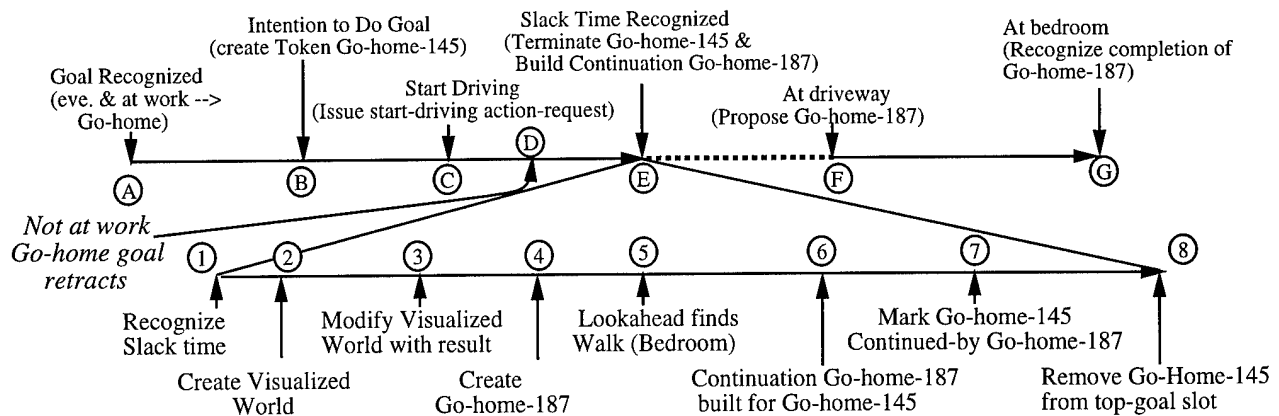 Goal Recognized
(eve. & at work -->
Go-home)
Intention to Do Goal
(create Token Go-home-145)
Start Driving
(Issue start-driving action-request)
Slack Time Recognized
(Terminate Go-home-145 &
Build Continuation Go-home-187)
At driveway
(Propose Go-home-187)
At bedroom
(Recognize completion of
Go-home-187)
A
B
C
D
E
F
G
Not at work
Go-home goal
retracts
1
2
3
4
5
6
7
8
Recognize
Slack time
Create Visualized
World
Modify Visualized
World with result
Create
Go-home-187
Lookahead finds
Walk (Bedroom)
Continuation Go-home-187
built for Go-home-145
Mark Go-home-145
Continued-by Go-home-187
Remove Go-Home-145
from top-goal slot